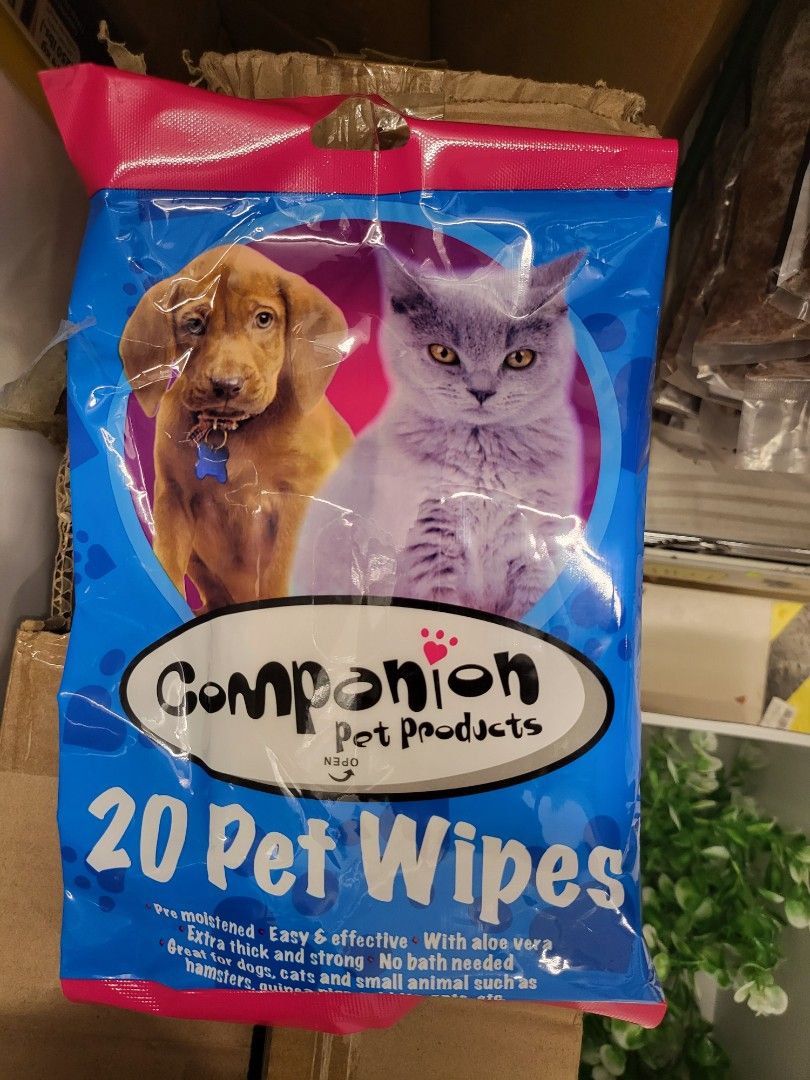 Companion
Pet Products
OPEN
20 Pet Wipes
Pre moistened • Easy & effective • With aloe vera
• Extra thick and strong • No bath needed
• Great for dogs, cats and small animal such as
hamsters,